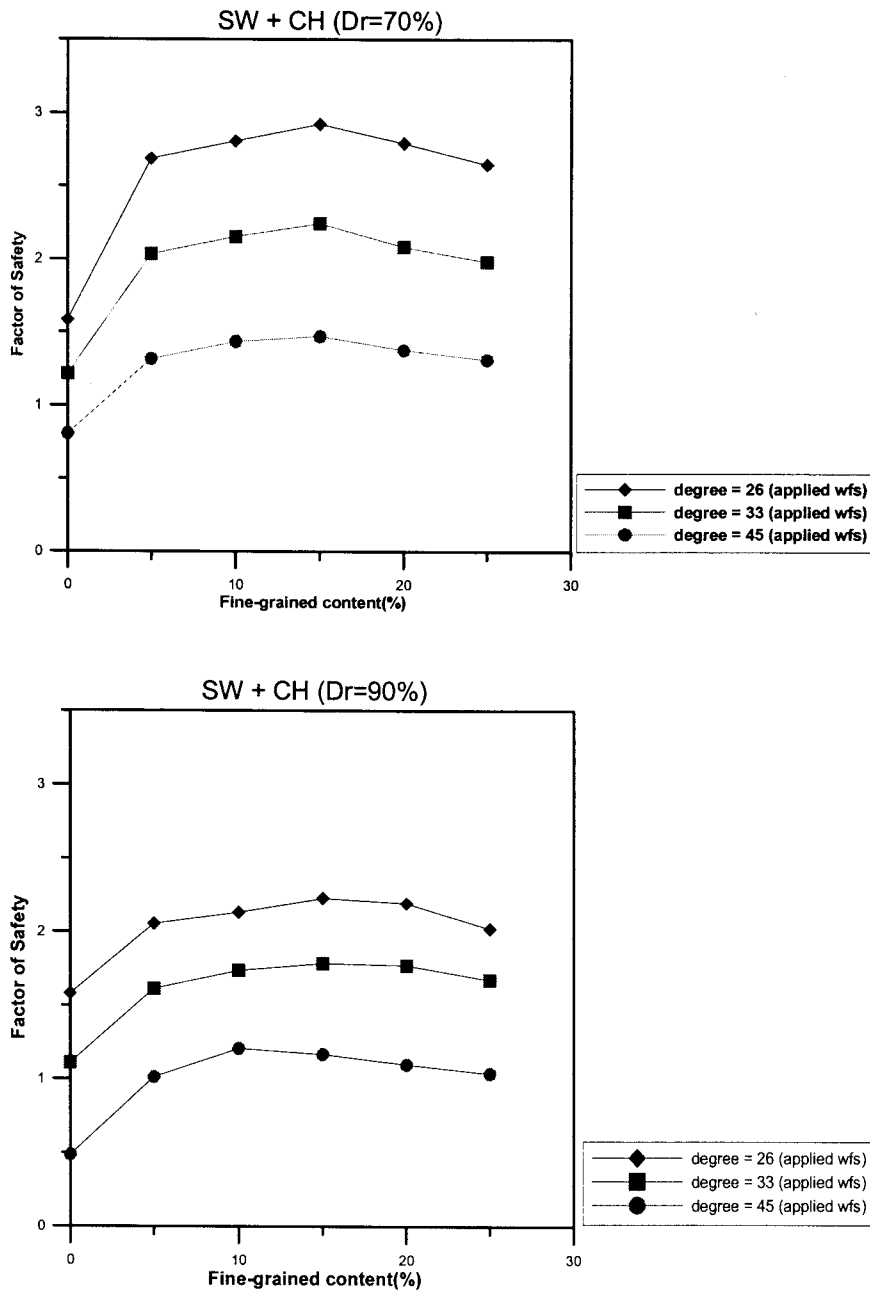 SW + CH (Dr=70%)
3
2
1
0
Factor of Safety
0
10
20
30
Fine-grained content(%)
degree = 26 (applied wfs)
degree = 33 (applied wfs)
degree = 45 (applied wfs)
SW + CH (Dr=90%)
3
2
1
0
Factor of Safety
0
10
20
30
Fine-grained content(%)
degree = 26 (applied wfs)
degree = 33 (applied wfs)
degree = 45 (applied wfs)